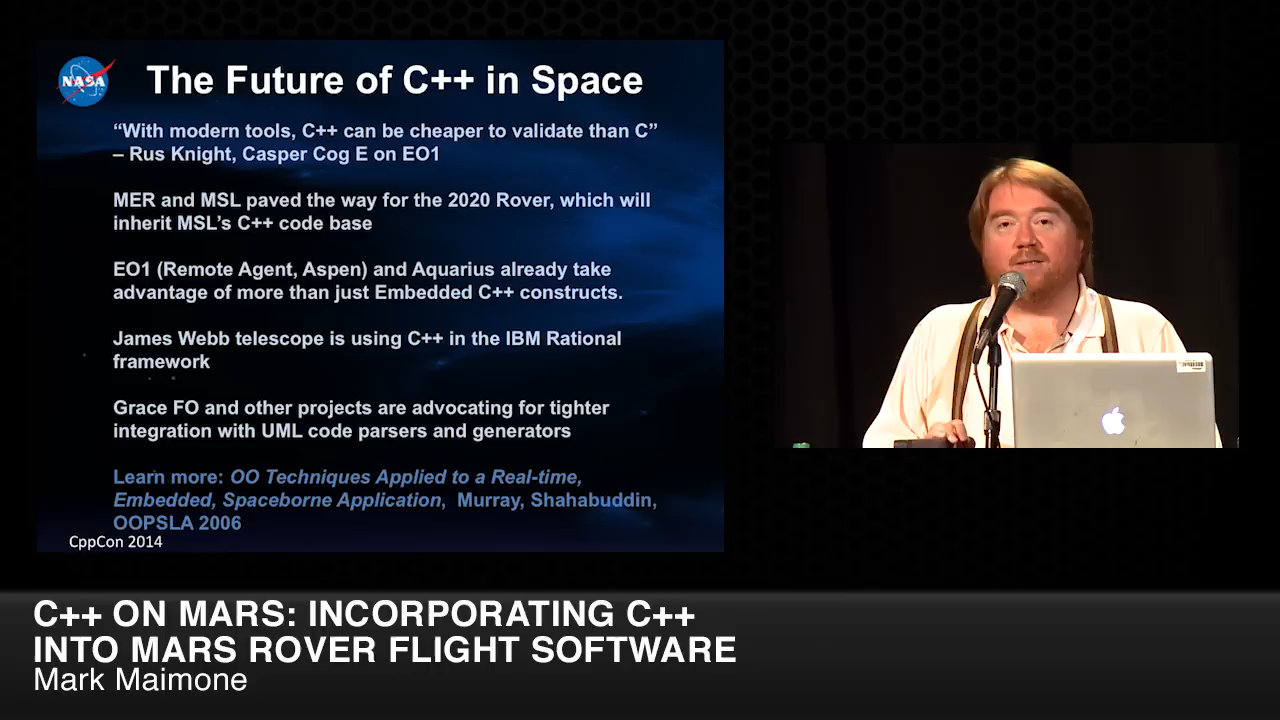 NASA
The Future of C++ in Space
“With modern tools, C++ can be cheaper to validate than C”
– Rus Knight, Casper Cog E on EO1
MER and MSL paved the way for the 2020 Rover, which will
inherit MSL’s C++ code base
EO1 (Remote Agent, Aspen) and Aquarius already take
advantage of more than just Embedded C++ constructs.
James Webb telescope is using C++ in the IBM Rational
framework
Grace FO and other projects are advocating for tighter
integration with UML code parsers and generators
Learn more: OO Techniques Applied to a Real-time,
Embedded, Spaceborne Application, Murray, Shahabuddin,
OOPSLA 2006
CppCon 2014
C++ ON MARS: INCORPORATING C++
INTO MARS ROVER FLIGHT SOFTWARE
Mark Maimone